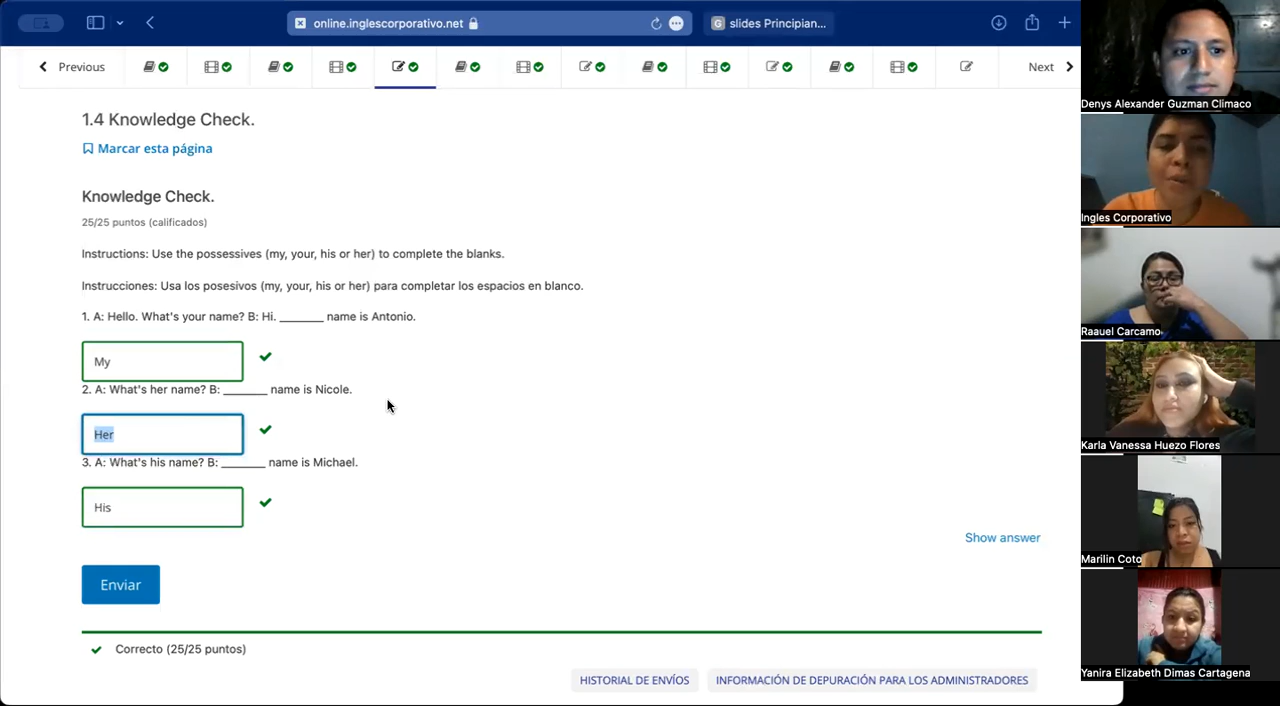 online.inglescorporativo.net
slides Principian...
Previous
Next
1.4 Knowledge Check.
Marcar esta página
Knowledge Check.
25/25 puntos (calificados)
Instructions: Use the possessives (my, your, his or her) to complete the blanks.
Instrucciones: Usa los posesivos (my, your, his or her) para completar los espacios en blanco.
1. A: Hello. What's your name? B: Hi. _______ name is Antonio.
My
2. A: What's her name? B: _______ name is Nicole.
Her
3. A: What's his name? B: _______ name is Michael.
His
Show answer
Enviar
Correcto (25/25 puntos)
HISTORIAL DE ENVÍOS
INFORMACIÓN DE DEPURACIÓN PARA LOS ADMINISTRADORES
Denys Alexander Guzman Climaco
Ingles Corporativo
Raauel Carcamo
Karla Vanessa Huezo Flores
Marilin Coto
Yanira Elizabeth Dimas Cartagena